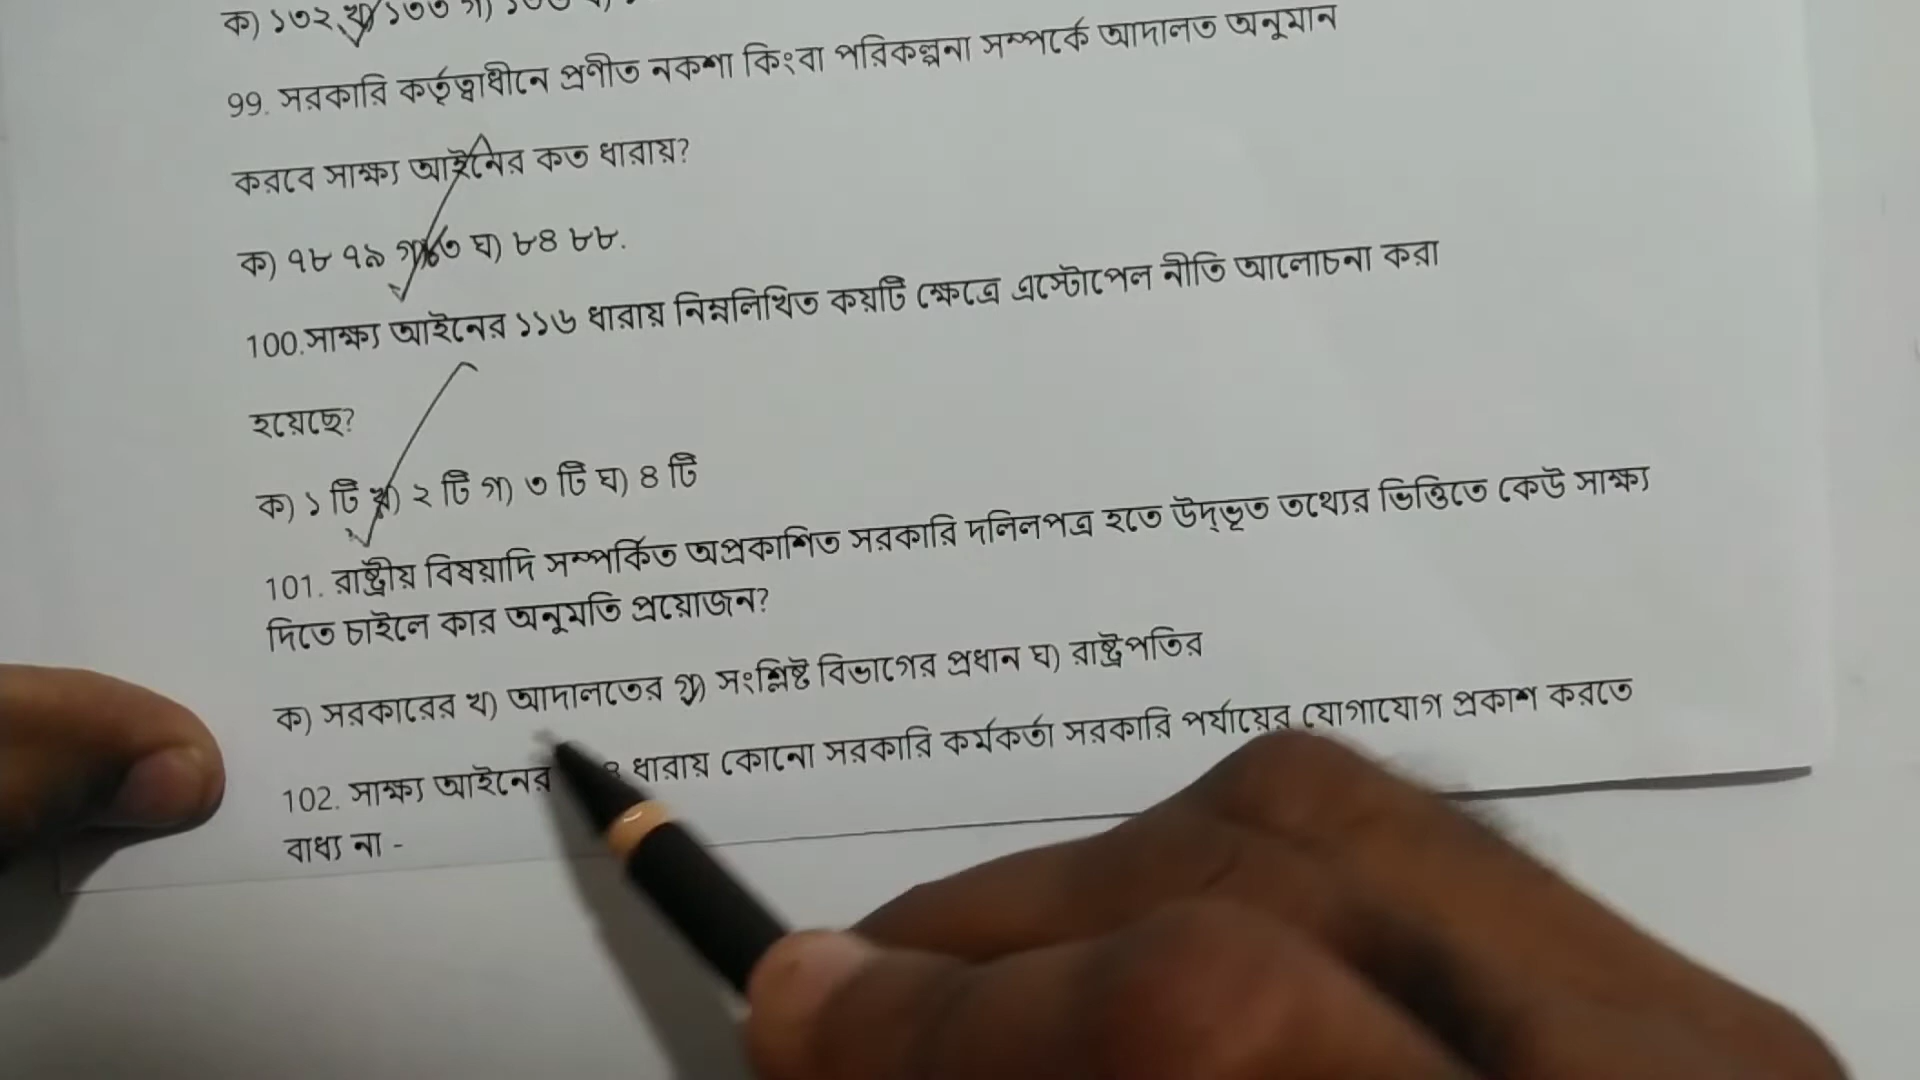 ক) ১৩২ খ) ১৩৩ গ)
99. সরকারি কর্তৃত্বাধীনে প্রণীত নকশা কিংবা পরিকল্পনা সম্পর্কে আদালত অনুমান
করবে সাক্ষ্য আইনের কত ধারায়?
ক) ৭৮ ৭৯ গ) ঘ) ৮৪ ৮৮.
100.সাক্ষ্য আইনের ১১৬ ধারায় নিম্নলিখিত কয়টি ক্ষেত্রে এস্টোপেল নীতি আলোচনা করা
হয়েছে?
ক) ১ টি খ) ২ টি গ) ৩ টি ঘ) ৪ টি
101. রাষ্ট্রীয় বিষয়াদি সম্পর্কিত অপ্রকাশিত সরকারি দলিলপত্র হতে উদ্ভূত তথ্যের ভিত্তিতে কেউ সাক্ষ্য
দিতে চাইলে কার অনুমতি প্রয়োজন?
ক) সরকারের খ) আদালতের গ) সংশ্লিষ্ট বিভাগের প্রধান ঘ) রাষ্ট্রপতির
102. সাক্ষ্য আইনের ধারায় কোনো সরকারি কর্মকর্তা সরকারি পর্যায়ের যোগাযোগ প্রকাশ করতে
বাধ্য না -